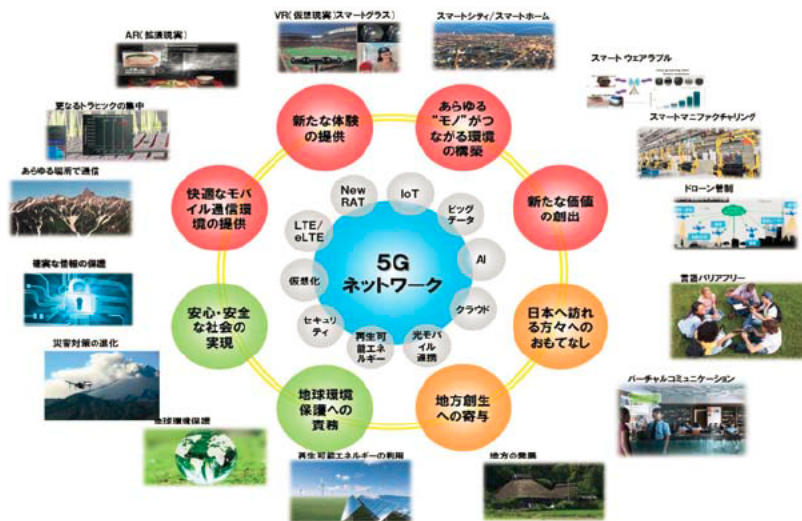 VR(仮想現実)スマートグラス)
スマートシティ/スマートホーム
AR(拡張現実)
スマート ウェアラブル
更なるトラヒックの集中
スマートマニファクチャリング
あらゆる場所で通信
ドローン管制
確実な情報の保護
言語バリアフリー
災害対策の進化
バーチャルコミュニケーション
地球環境保護
再生可能エネルギーの利用
地方の発展
新たな体験
の提供
あらゆる
“モノ”がつ
ながる環境
の構築
快適なモバ
イル通信環
境の提供
新たな価値
の創出
安心・安全
な社会の
実現
日本へ訪れ
る方々への
おもてなし
地球環境
保護への
責務
地方創生
への寄与
New
RAT
IoT
ビッグ
データ
LTE/
eLTE
AI
仮想化
クラウド
セキュリ
ティ
再生可
能エネ
ルギー
光モバ
イル
連携
5G
ネットワーク